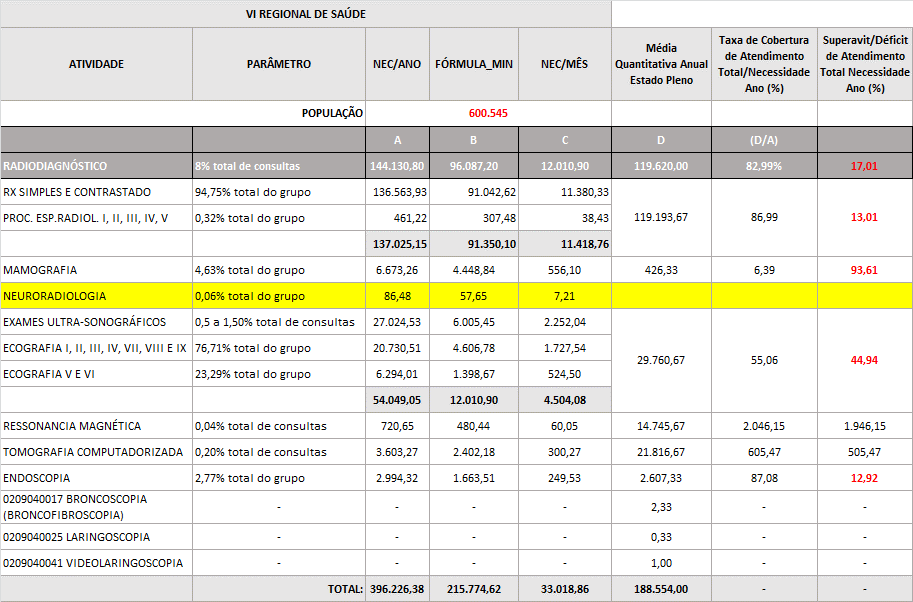 VI REGIONAL DE SAÚDE
ATIVIDADE PARÂMETRO NEC/ANO FÓRMULA_MIN NEC/MÊS Média Quantitativa Anual Estado Pleno Taxa de Cobertura de Atendimento Total/Necessidade Ano (%) Superavit/Déficit de Atendimento Total Necessidade Ano (%)
POPULAÇÃO 600.545
A B C D (D/A)
RADIODIAGNÓSTICO 8% total de consultas 144.130,80 96.087,20 12.010,90 119.620,00 82,99% 17,01
RX SIMPLES E CONTRASTADO 94,75% total do grupo 136.563,93 91.042,62 11.380,33
PROC. ESP.RADIOL. I, II, III, IV, V 0,32% total do grupo 461,22 307,48 38,43 119.193,67 86,99 13,01
137.025,15 91.350,10 11.418,76
MAMOGRAFIA 4,63% total do grupo 6.673,26 4.448,84 556,10 426,33 6,39 93,61
NEURORADIOLOGIA 0,06% total do grupo 86,48 57,65 7,21
EXAMES ULTRA-SONOGRÁFICOS 0,5 a 1,50% total de consultas 27.024,53 6.005,45 2.252,04
ECOGRAFIA I, II, III, IV, VII, VIII E IX 76,71% total do grupo 20.730,51 4.606,78 1.727,54 29.760,67 55,06 44,94
ECOGRAFIA V E VI 23,29% total do grupo 6.294,01 1.398,67 524,50
54.049,05 12.010,90 4.504,08
RESSONANCIA MAGNÉTICA 0,04% total de consultas 720,65 480,44 60,05 14.745,67 2.046,15 1.946,15
TOMOGRAFIA COMPUTADORIZADA 0,20% total de consultas 3.603,27 2.402,18 300,27 21.816,67 605,47 505,47
ENDOSCOPIA 2,77% total do grupo 2.994,32 1.663,51 249,53 2.607,33 87,08 12,92
0209040017 BRONCOSCOPIA
(BRONCOFIBROSCOPIA) - - - - 2,33 - -
0209040025 LARINGOSCOPIA - - - - 0,33 - -
0209040041 VIDEOLARINGOSCOPIA - - - - 1,00 - -
TOTAL: 396.226,38 215.774,62 33.018,86 188.554,00 - -